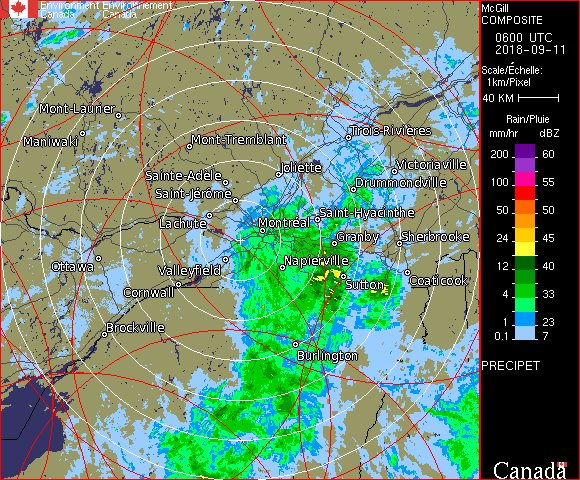 Environment Environnement
Canada Canada
McGill
COMPOSITE
0600 UTC
2018-09-11
Scale/Échelle:
1km/Pixel
40 KM
Rain/Pluie
mm/hr dBZ
200 60
100 55
50 50
24 45
12 40
4 33
1 23
0.1 7
PRECIPET
Canada
Mont-Laurier
Maniwaki
Mont-Tremblant
Trois-Rivières
Joliette
Victoriaville
Sainte-Adèle
Drummondville
Saint-Jérôme
Saint-Hyacinthe
Lachute
Montréal
Granby
Sherbrooke
Ottawa
Valleyfield
Napierville
Coaticook
Cornwall
Sutton
Brockville
Burlington